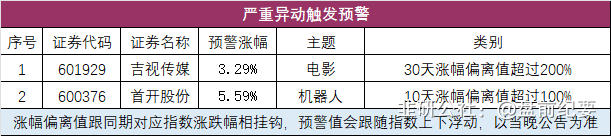 严重异动触发预警
序号 证券代码 证券名称 预警涨幅 主题 类别
1 601929 吉视传媒 3.29% 电影 30天涨幅偏离值超过200%
2 600376 首开股份 5.59% 机器人 10天涨幅偏离值超过100%
涨幅偏离值跟同期对应指数涨跌幅相挂钩，预警值会跟随指数上下浮动，以当晚公告为准